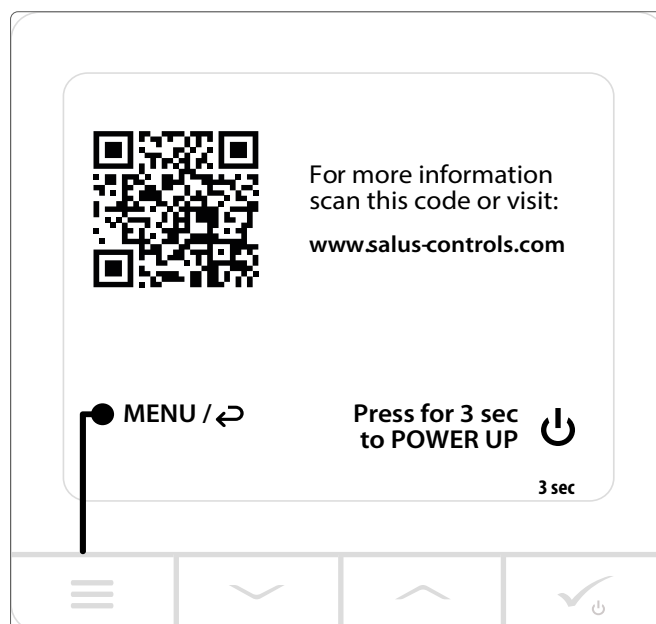 For more information
scan this code or visit:
www.salus-controls.com
MENU /
Press for 3 sec
to POWER UP
3 sec